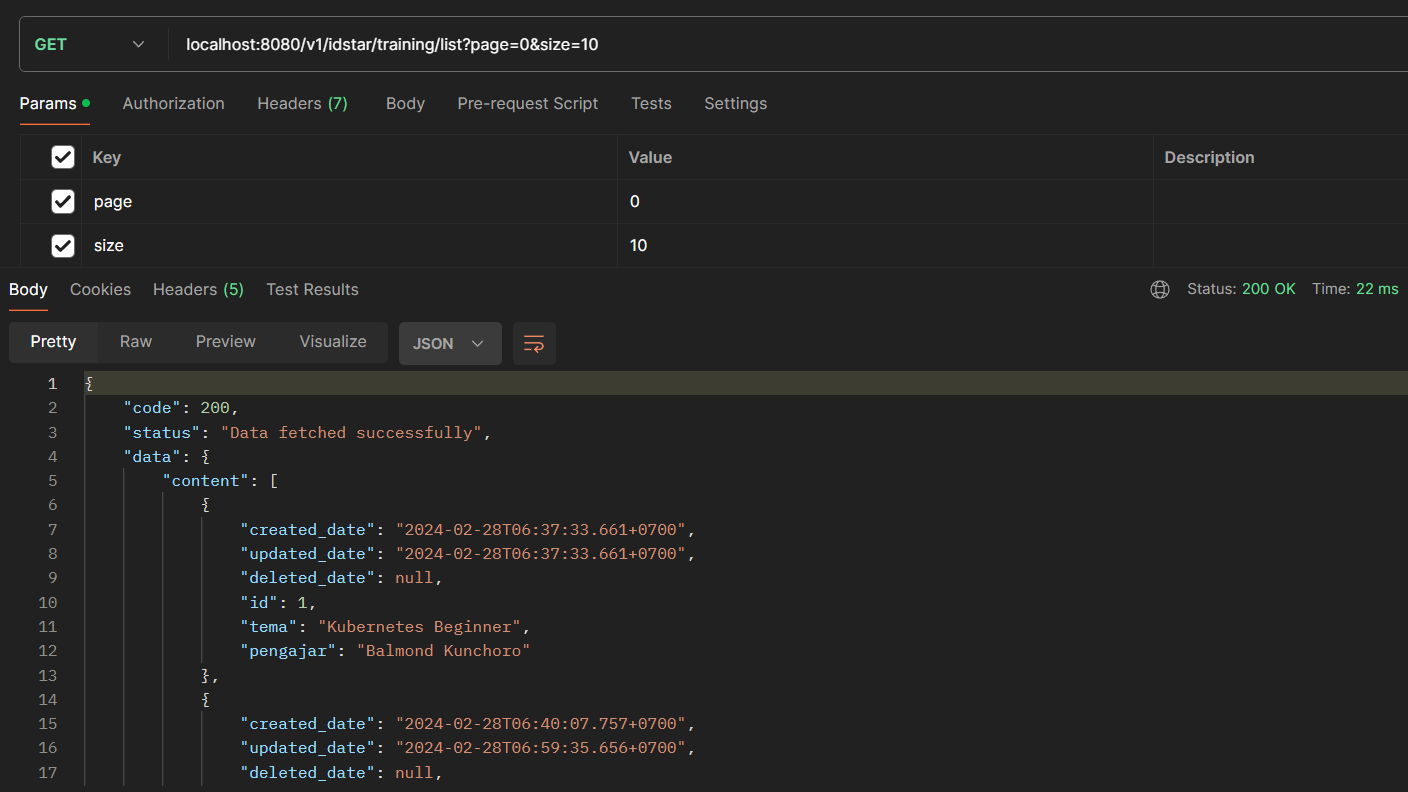 GET localhost:8080/v1/idstar/training/list?page=0&size=10
Params Authorization Headers (7) Body Pre-request Script Tests Settings
Key Value Description
page 0
size 10
Body Cookies Headers (5) Test Results Status: 200 OK Time: 22 ms
Pretty Raw Preview Visualize JSON
1 {
2 "code": 200,
3 "status": "Data fetched successfully",
4 "data": {
5 "content": [
6 {
7 "created_date": "2024-02-28T06:37:33.661+0700",
8 "updated_date": "2024-02-28T06:37:33.661+0700",
9 "deleted_date": null,
10 "id": 1,
11 "tema": "Kubernetes Beginner",
12 "pengajar": "Balmond Kunchoro"
13 },
14 {
15 "created_date": "2024-02-28T06:40:07.757+0700",
16 "updated_date": "2024-02-28T06:59:35.656+0700",
17 "deleted_date": null,